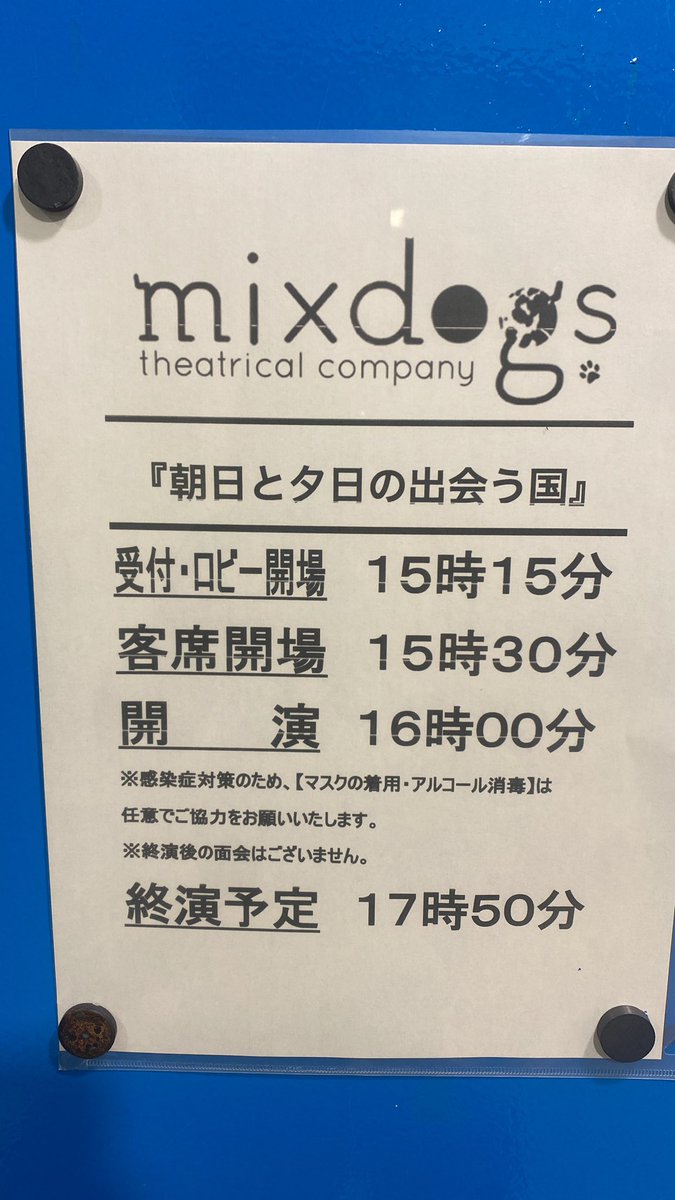 mixdogs
theatrical company
『朝日と夕日の出会う国』
受付・ロビー開場　15時15分
客席開場　15時30分
開　　演　16時00分
※感染症対策のため、【マスクの着用・アルコール消毒】は
任意でご協力をお願いいたします。
※終演後の面会はございません。
終演予定　17時50分